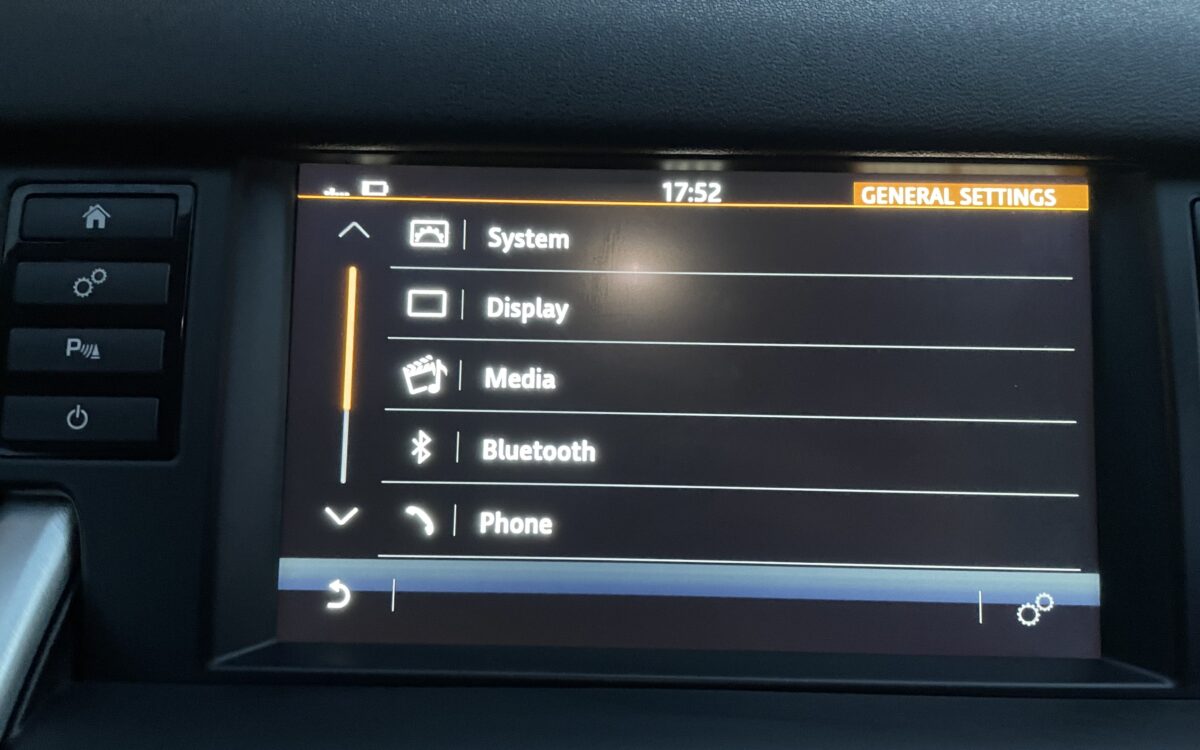 17:52
GENERAL SETTINGS
System
Display
Media
Bluetooth
Phone
P